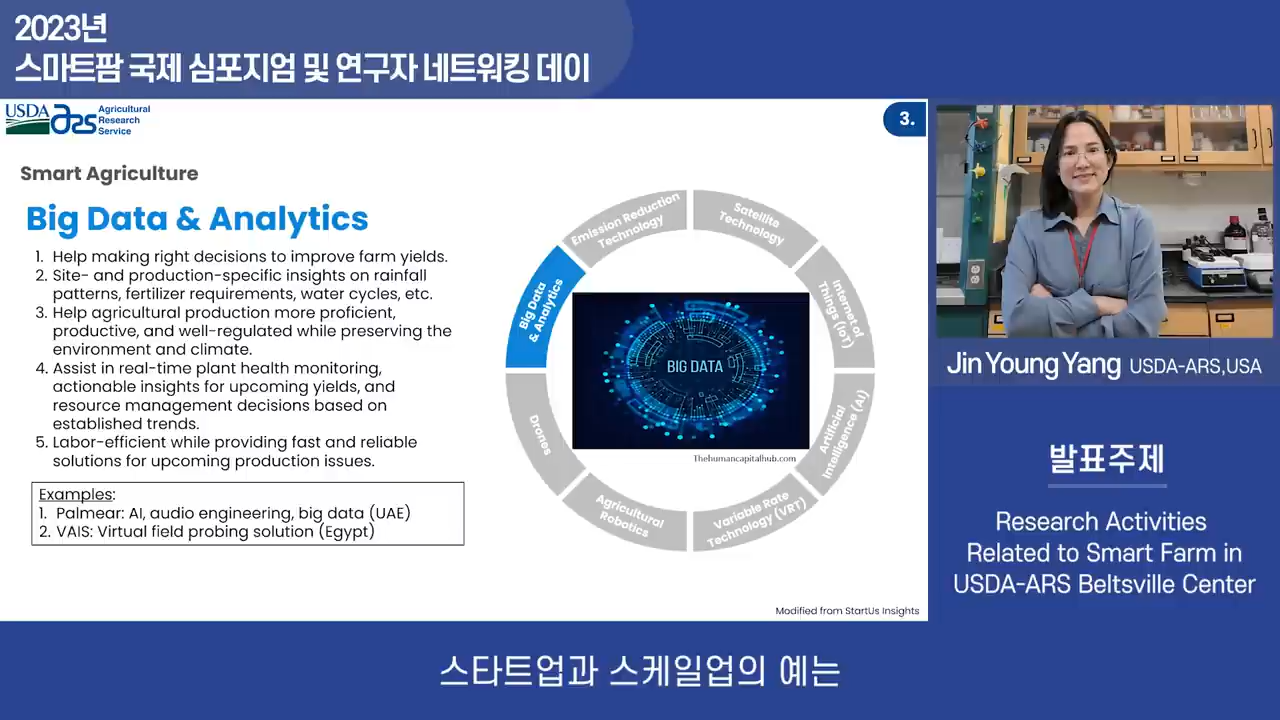 2023년
스마트팜 국제 심포지엄 및 연구자 네트워킹 데이
USDA ars Agricultural
Research
Service
3.
Smart Agriculture
Big Data & Analytics
1. Help making right decisions to improve farm yields.
2. Site- and production-specific insights on rainfall
patterns, fertilizer requirements, water cycles, etc.
3. Help agricultural production more proficient,
productive, and well-regulated while preserving the
environment and climate.
4. Assist in real-time plant health monitoring,
actionable insights for upcoming yields, and
resource management decisions based on
established trends.
5. Labor-efficient while providing fast and reliable
solutions for upcoming production issues.
Examples:
1. Palmear: AI, audio engineering, big data (UAE)
2. VAIS: Virtual field probing solution (Egypt)
Emission Reduction
Technology
Satellite
Technology
Internet of
Things (IoT)
Artificial
Intelligence (AI)
Variable Rate
Technology (VRT)
Agricultural
Robotics
Drones
Big Data
& Analytics
BIG DATA
Thehumancapitalhub.com
Modified from StartUs Insights
Jin Young Yang USDA-ARS,USA
발표주제
Research Activities
Related to Smart Farm in
USDA-ARS Beltsville Center
스타트업과 스케일업의 예는